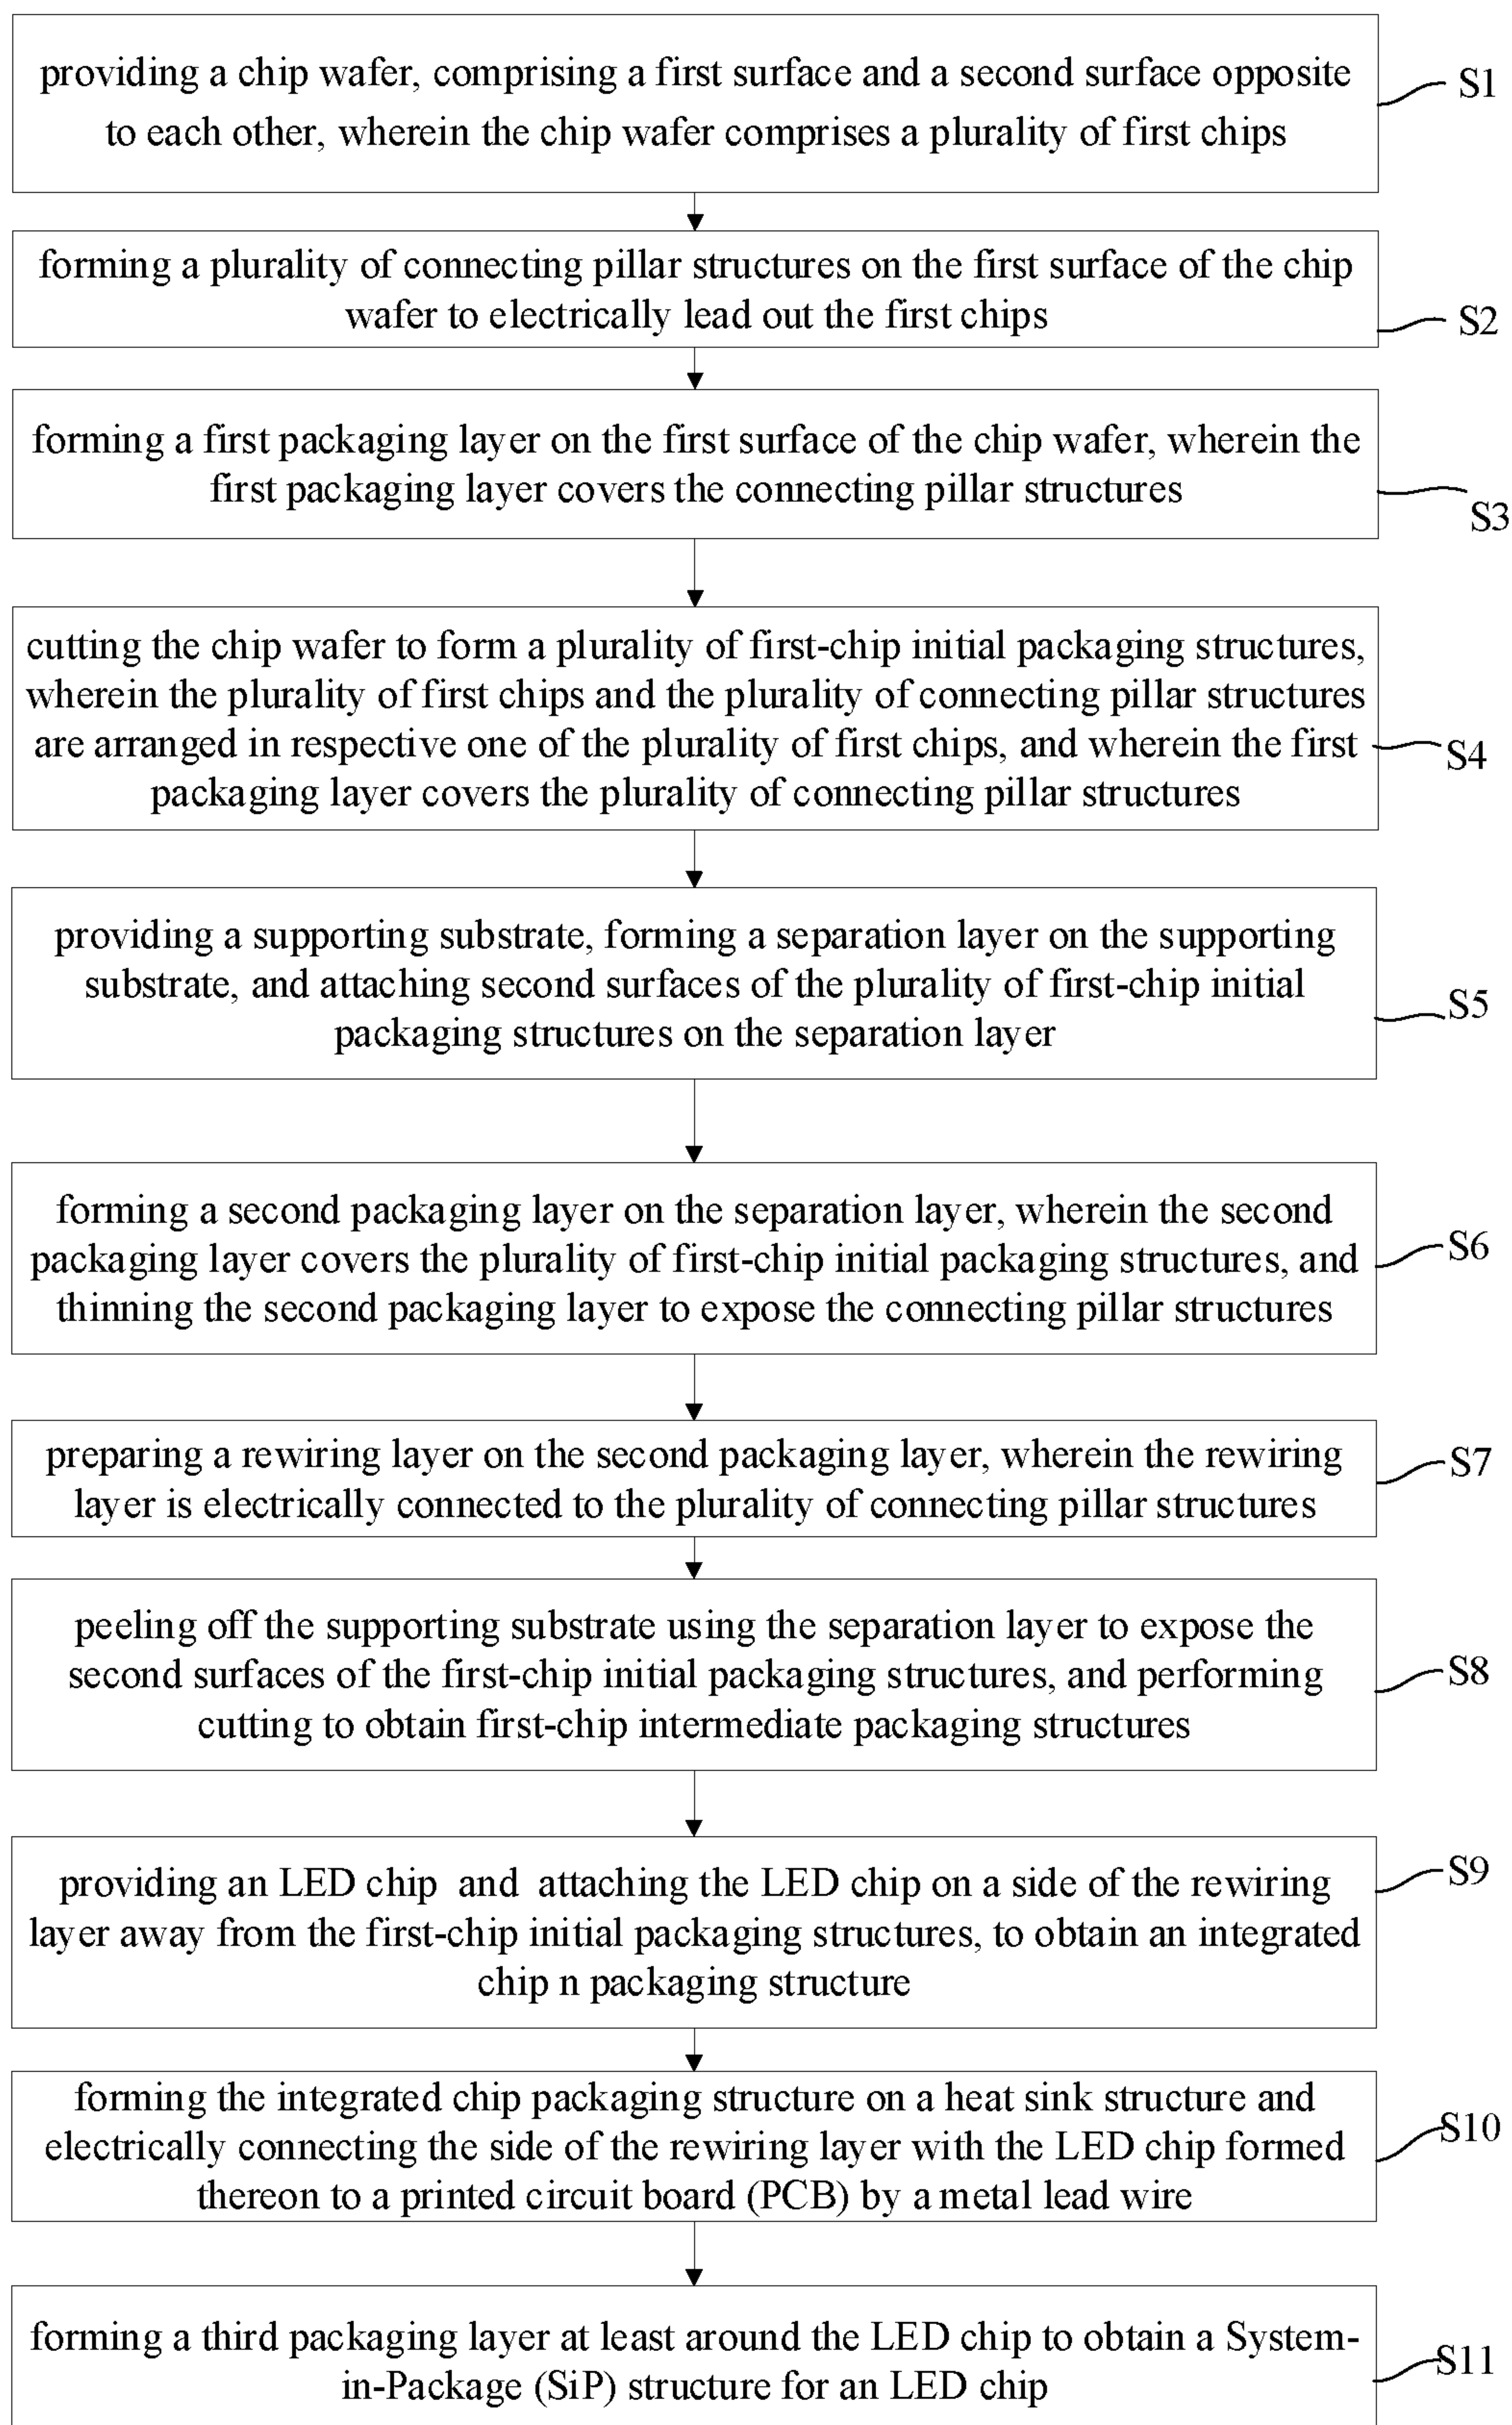 providing a chip wafer, comprising a first surface and a second surface opposite
to each other, wherein the chip wafer comprises a plurality of first chips
S1
forming a plurality of connecting pillar structures on the first surface of the chip
wafer to electrically lead out the first chips
S2
forming a first packaging layer on the first surface of the chip wafer, wherein the
first packaging layer covers the connecting pillar structures
S3
cutting the chip wafer to form a plurality of first-chip initial packaging structures,
wherein the plurality of first chips and the plurality of connecting pillar structures
are arranged in respective one of the plurality of first chips, and wherein the first
packaging layer covers the plurality of connecting pillar structures
S4
providing a supporting substrate, forming a separation layer on the supporting
substrate, and attaching second surfaces of the plurality of first-chip initial
packaging structures on the separation layer
S5
forming a second packaging layer on the separation layer, wherein the second
packaging layer covers the plurality of first-chip initial packaging structures, and
thinning the second packaging layer to expose the connecting pillar structures
S6
preparing a rewiring layer on the second packaging layer, wherein the rewiring
layer is electrically connected to the plurality of connecting pillar structures
S7
peeling off the supporting substrate using the separation layer to expose the
second surfaces of the first-chip initial packaging structures, and performing
cutting to obtain first-chip intermediate packaging structures
S8
providing an LED chip and attaching the LED chip on a side of the rewiring
layer away from the first-chip initial packaging structures, to obtain an integrated
chip n packaging structure
S9
forming the integrated chip packaging structure on a heat sink structure and
electrically connecting the side of the rewiring layer with the LED chip formed
thereon to a printed circuit board (PCB) by a metal lead wire
S10
forming a third packaging layer at least around the LED chip to obtain a System-
in-Package (SiP) structure for an LED chip
S11